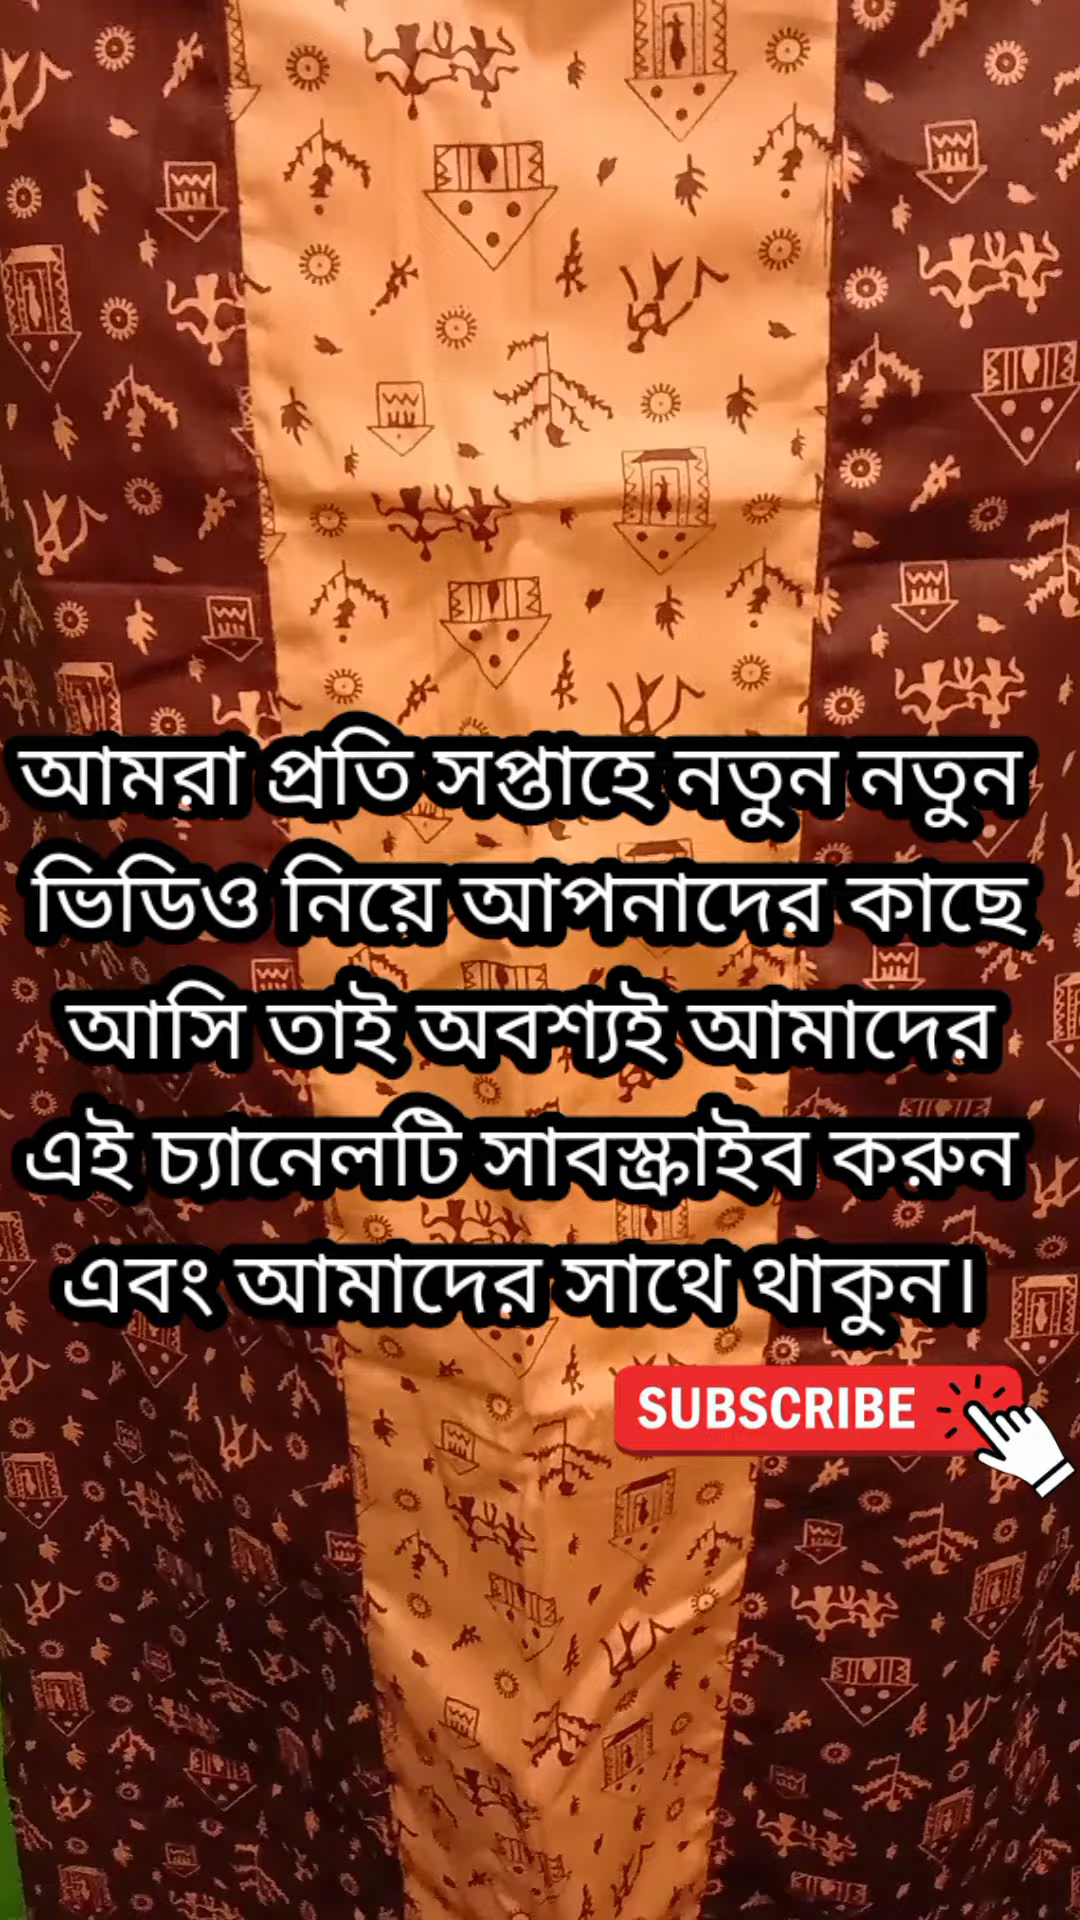 আমরা প্রতি সপ্তাহে নতুন নতুন
ভিডিও নিয়ে আপনাদের কাছে
আসি তাই অবশ্যই আমাদের
এই চ্যানেলটি সাবস্ক্রাইব করুন
এবং আমাদের সাথে থাকুন।
SUBSCRIBE